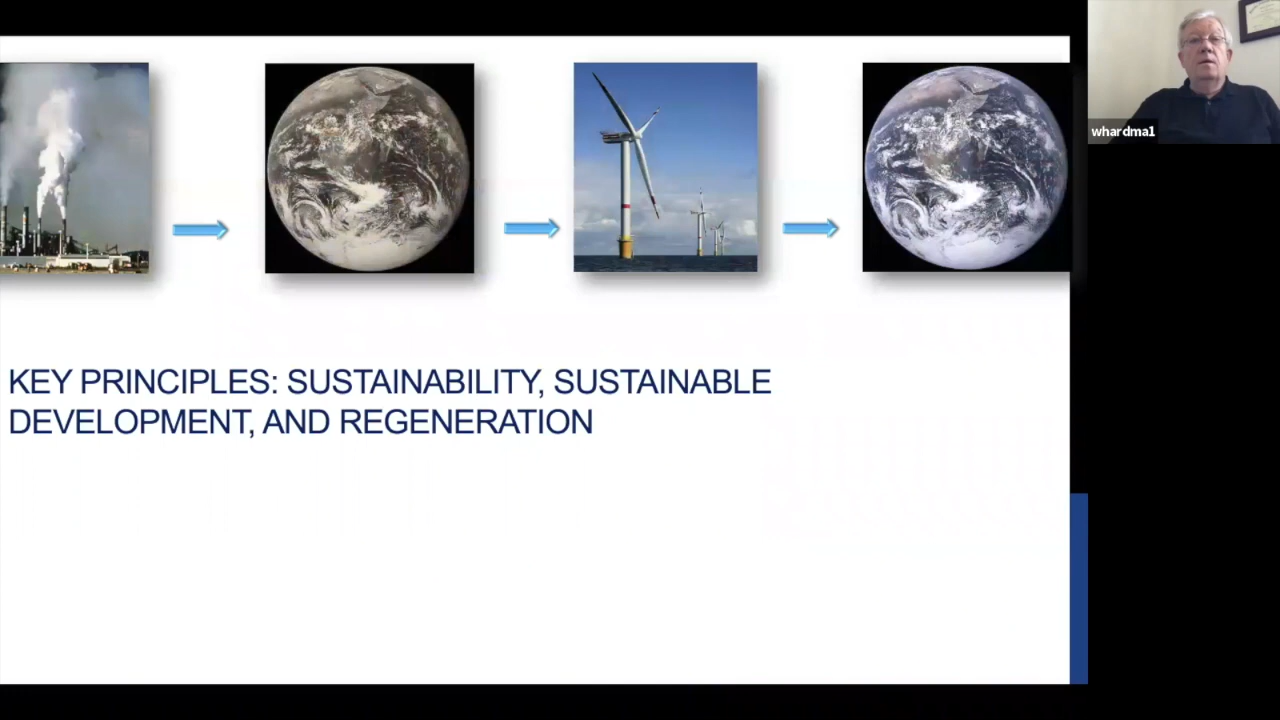 whardma1
KEY PRINCIPLES: SUSTAINABILITY, SUSTAINABLE
DEVELOPMENT, AND REGENERATION